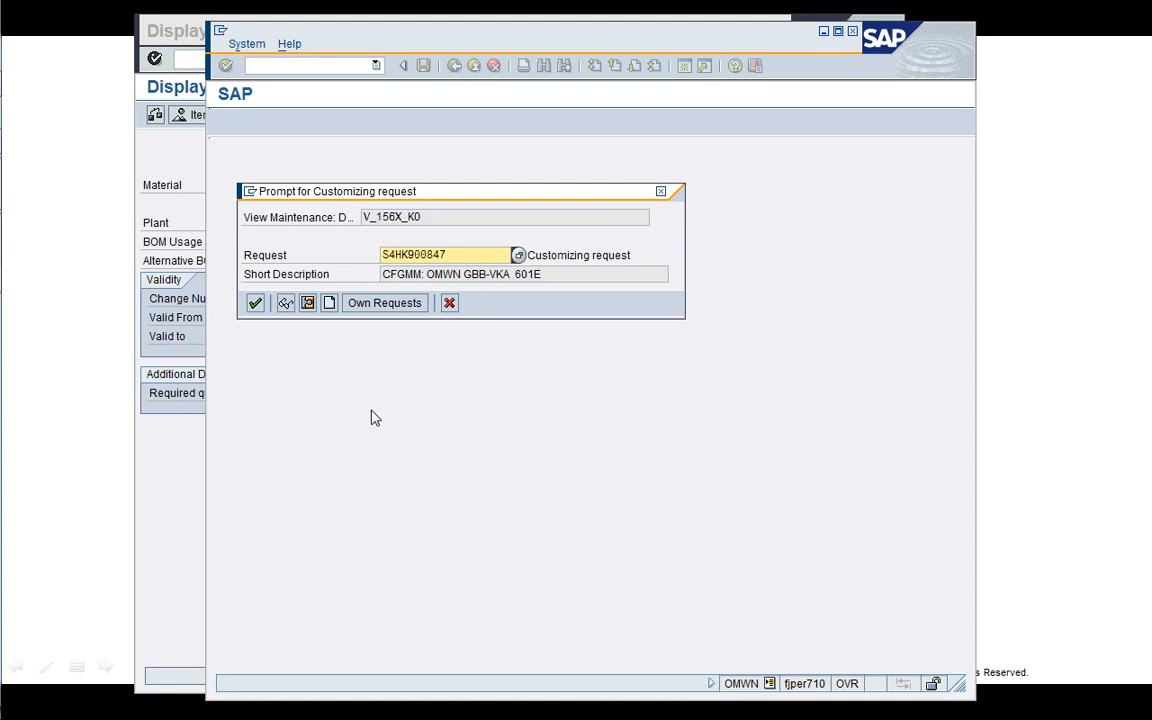 Display
Display
Iter
Material
Plant
BOM Usage
Alternative BO
Validity
Change Nu
Valid From
Valid to
Additional D
Required q
System Help
SAP
SAP
Prompt for Customizing request
View Maintenance: D... V_156X_K0
Request S4HK900847 Customizing request
Short Description CFGMM: OMWN GBB-VKA 601E
Own Requests
s Reserved.
OMWN fjper710 OVR